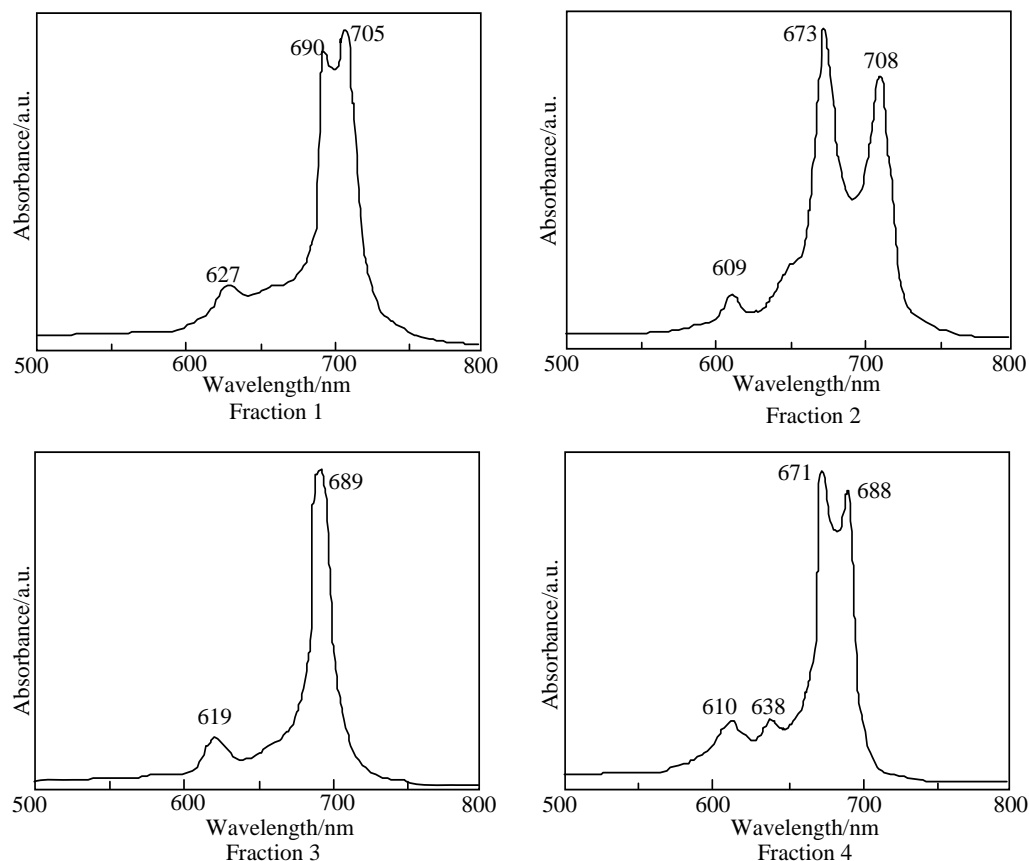 690
705
627
Absorbance/a.u.
500
600
700
800
Wavelength/nm
Fraction 1
673
708
609
Absorbance/a.u.
500
600
700
800
Wavelength/nm
Fraction 2
689
619
Absorbance/a.u.
500
600
700
800
Wavelength/nm
Fraction 3
671
688
610
638
Absorbance/a.u.
500
600
700
800
Wavelength/nm
Fraction 4